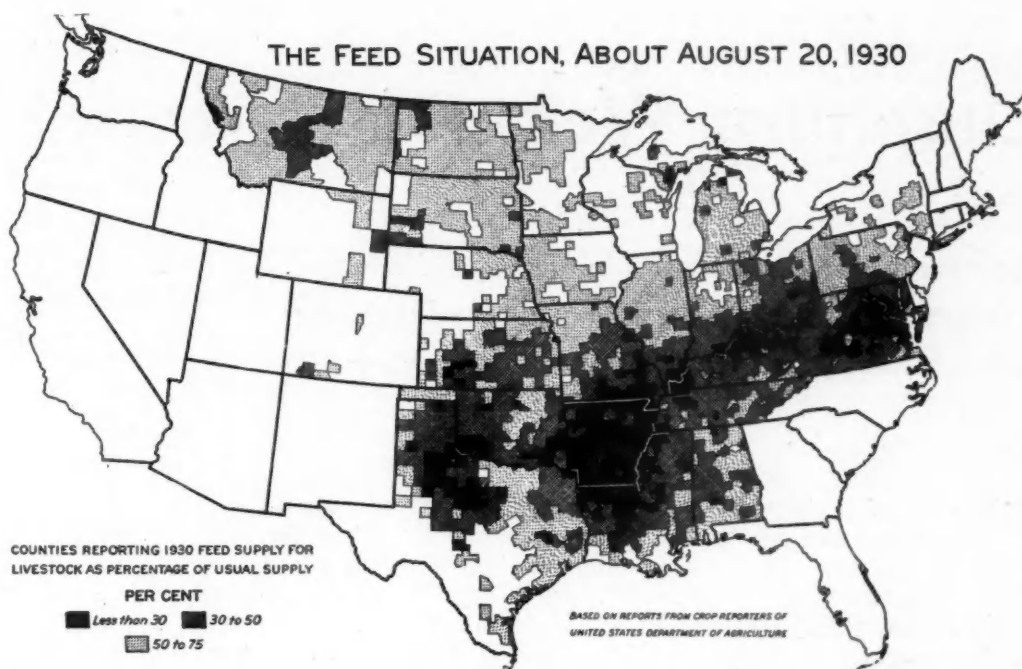 THE FEED SITUATION, ABOUT AUGUST 20, 1930
COUNTIES REPORTING 1930 FEED SUPPLY FOR
LIVESTOCK AS PERCENTAGE OF USUAL SUPPLY
PER CENT
Less than 30 30 to 50
50 to 75
BASED ON REPORTS FROM CROP REPORTERS OF
UNITED STATES DEPARTMENT OF AGRICULTURE